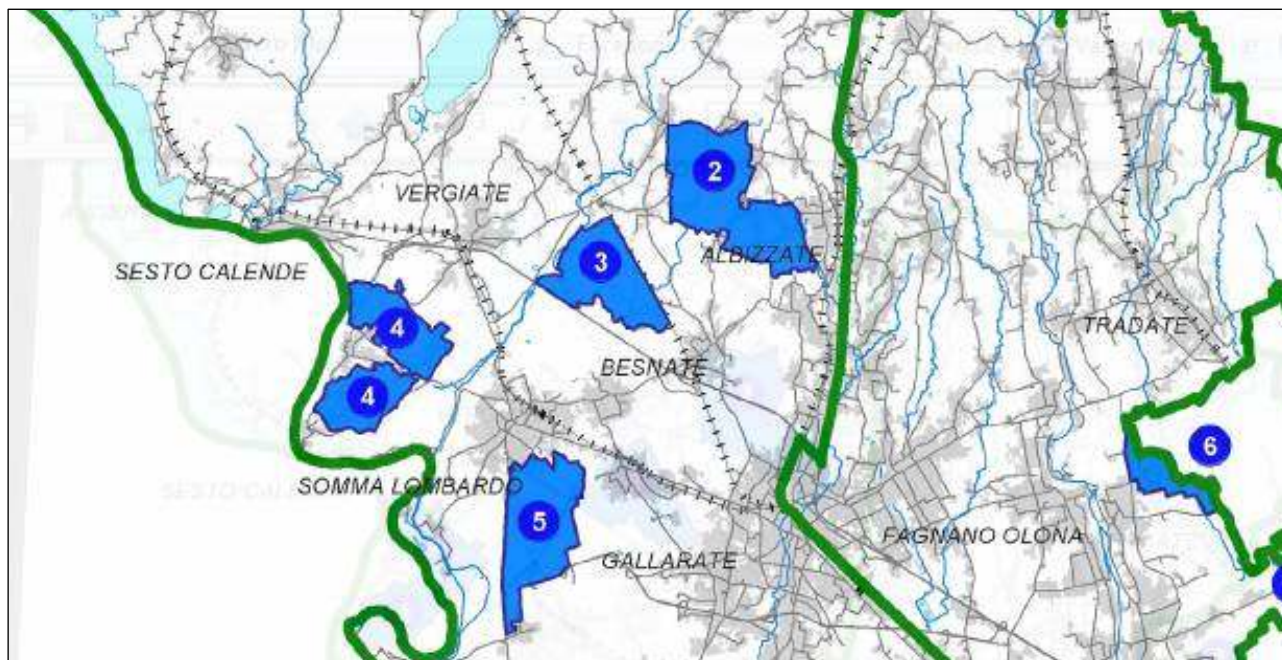 2
VERGIATE
3
ALBIZZATE
SESTO CALENDE
4
TRADATE
BESNATE
4
6
SOMMA LOMBARDO
5
FAGNANO OLONA
GALLARATE